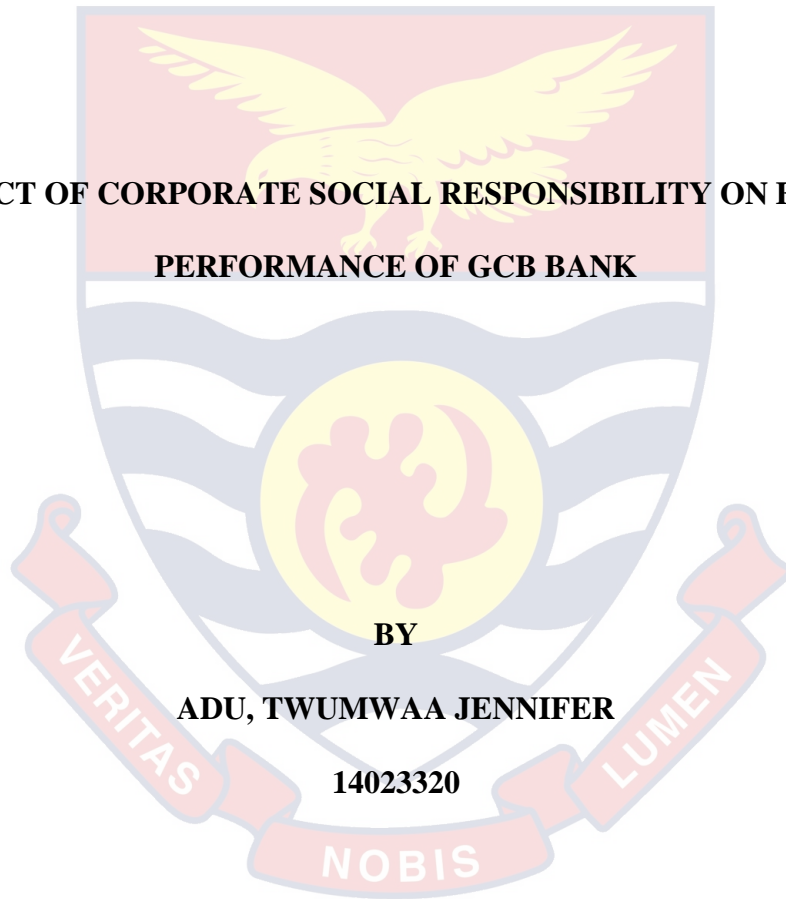 CT OF CORPORATE SOCIAL RESPONSIBILITY ON
PERFORMANCE OF GCB BANK
BY
ADU, TWUMWAA JENNIFER
14023320
VERITAS
NOBIS
LUMEN